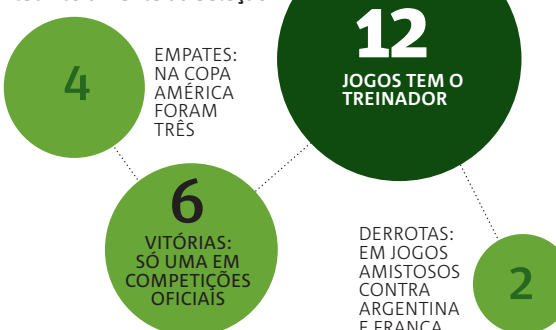 12
JOGOS TEM O
TREINADOR
4
EMPATES:
NA COPA
AMÉRICA
FORAM
TRÊS
6
VITÓRIAS:
SÓ UMA EM
COMPETIÇÕES
OFICIAIS
DERROTAS:
EM JOGOS
AMISTOSOS
CONTRA
ARGENTINA
E FRANÇA
2